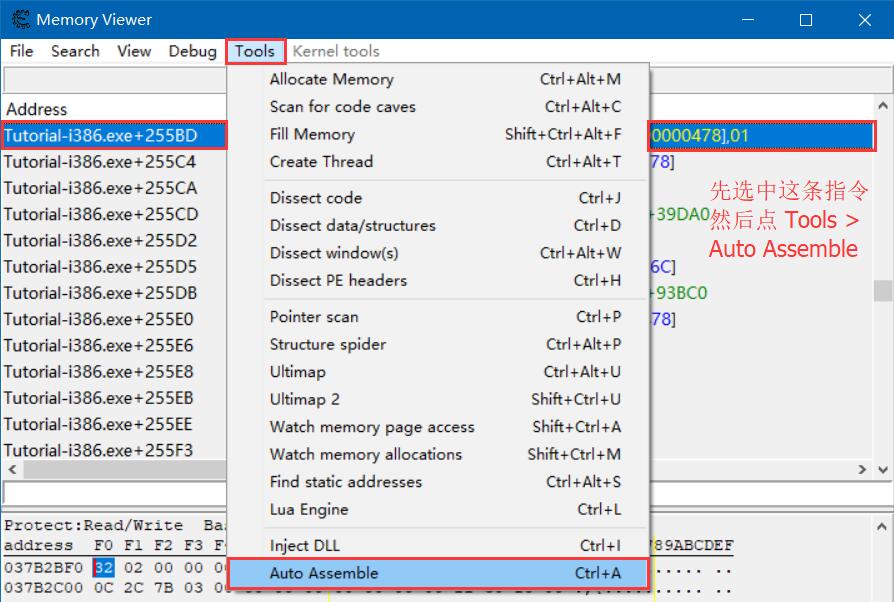 Memory Viewer
File Search View Debug Tools Kernel tools
Address
Tutorial-i386.exe+255BD
Tutorial-i386.exe+255C4
Tutorial-i386.exe+255CA
Tutorial-i386.exe+255CD
Tutorial-i386.exe+255D2
Tutorial-i386.exe+255D5
Tutorial-i386.exe+255DB
Tutorial-i386.exe+255E0
Tutorial-i386.exe+255E6
Tutorial-i386.exe+255E8
Tutorial-i386.exe+255EB
Tutorial-i386.exe+255EE
Tutorial-i386.exe+255F3
Allocate Memory Ctrl+Alt+M
Scan for code caves Ctrl+Alt+C
Fill Memory Shift+Ctrl+Alt+F
Create Thread Ctrl+Alt+T
Dissect code Ctrl+J
Dissect data/structures Ctrl+D
Dissect window(s) Ctrl+Alt+W
Dissect PE headers Ctrl+H
Pointer scan Ctrl+P
Structure spider Ctrl+Alt+P
Ultimap Ctrl+Alt+U
Ultimap 2 Shift+Ctrl+U
Watch memory page access Shift+Ctrl+A
Watch memory allocations Shift+Ctrl+M
Find static addresses Ctrl+Alt+S
Lua Engine Ctrl+L
Inject DLL Ctrl+I
Auto Assemble Ctrl+A
0000478],01
78]
+39DA0
6C]
+93BC0
78]
先选中这条指令
然后点 Tools >
Auto Assemble
Protect:Read/Write Ba
address F0 F1 F2 F3 F 789ABCDEF
037B2BF0 32 02 00 00 0
037B2C00 0C 2C 7B 03 0